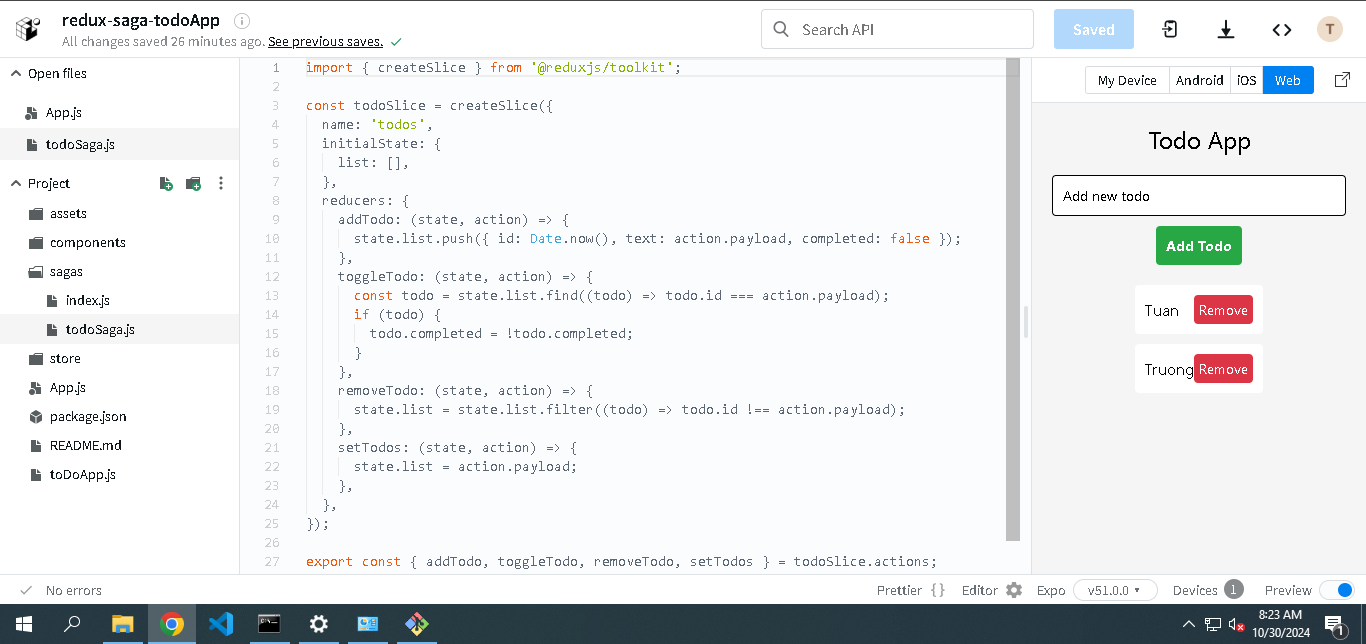 redux-saga-todoApp
All changes saved 26 minutes ago. See previous saves.
Search API
Saved
T
Open files
App.js
todoSaga.js
Project
assets
components
sagas
index.js
todoSaga.js
store
App.js
package.json
README.md
toDoApp.js
1 import { createSlice } from '@reduxjs/toolkit';
2
3 const todoSlice = createSlice({
4 name: 'todos',
5 initialState: {
6 list: [],
7 },
8 reducers: {
9 addTodo: (state, action) => {
10 state.list.push({ id: Date.now(), text: action.payload, completed: false });
11 },
12 toggleTodo: (state, action) => {
13 const todo = state.list.find((todo) => todo.id === action.payload);
14 if (todo) {
15 todo.completed = !todo.completed;
16 }
17 },
18 removeTodo: (state, action) => {
19 state.list = state.list.filter((todo) => todo.id !== action.payload);
20 },
21 setTodos: (state, action) => {
22 state.list = action.payload;
23 },
24 },
25 });
26
27 export const { addTodo, toggleTodo, removeTodo, setTodos } = todoSlice.actions;
My Device Android iOS Web
Todo App
Add new todo
Add Todo
Tuan Remove
Truong Remove
No errors
Prettier {} Editor Expo v51.0.0 Devices 1 Preview
8:23 AM
10/30/2024
1